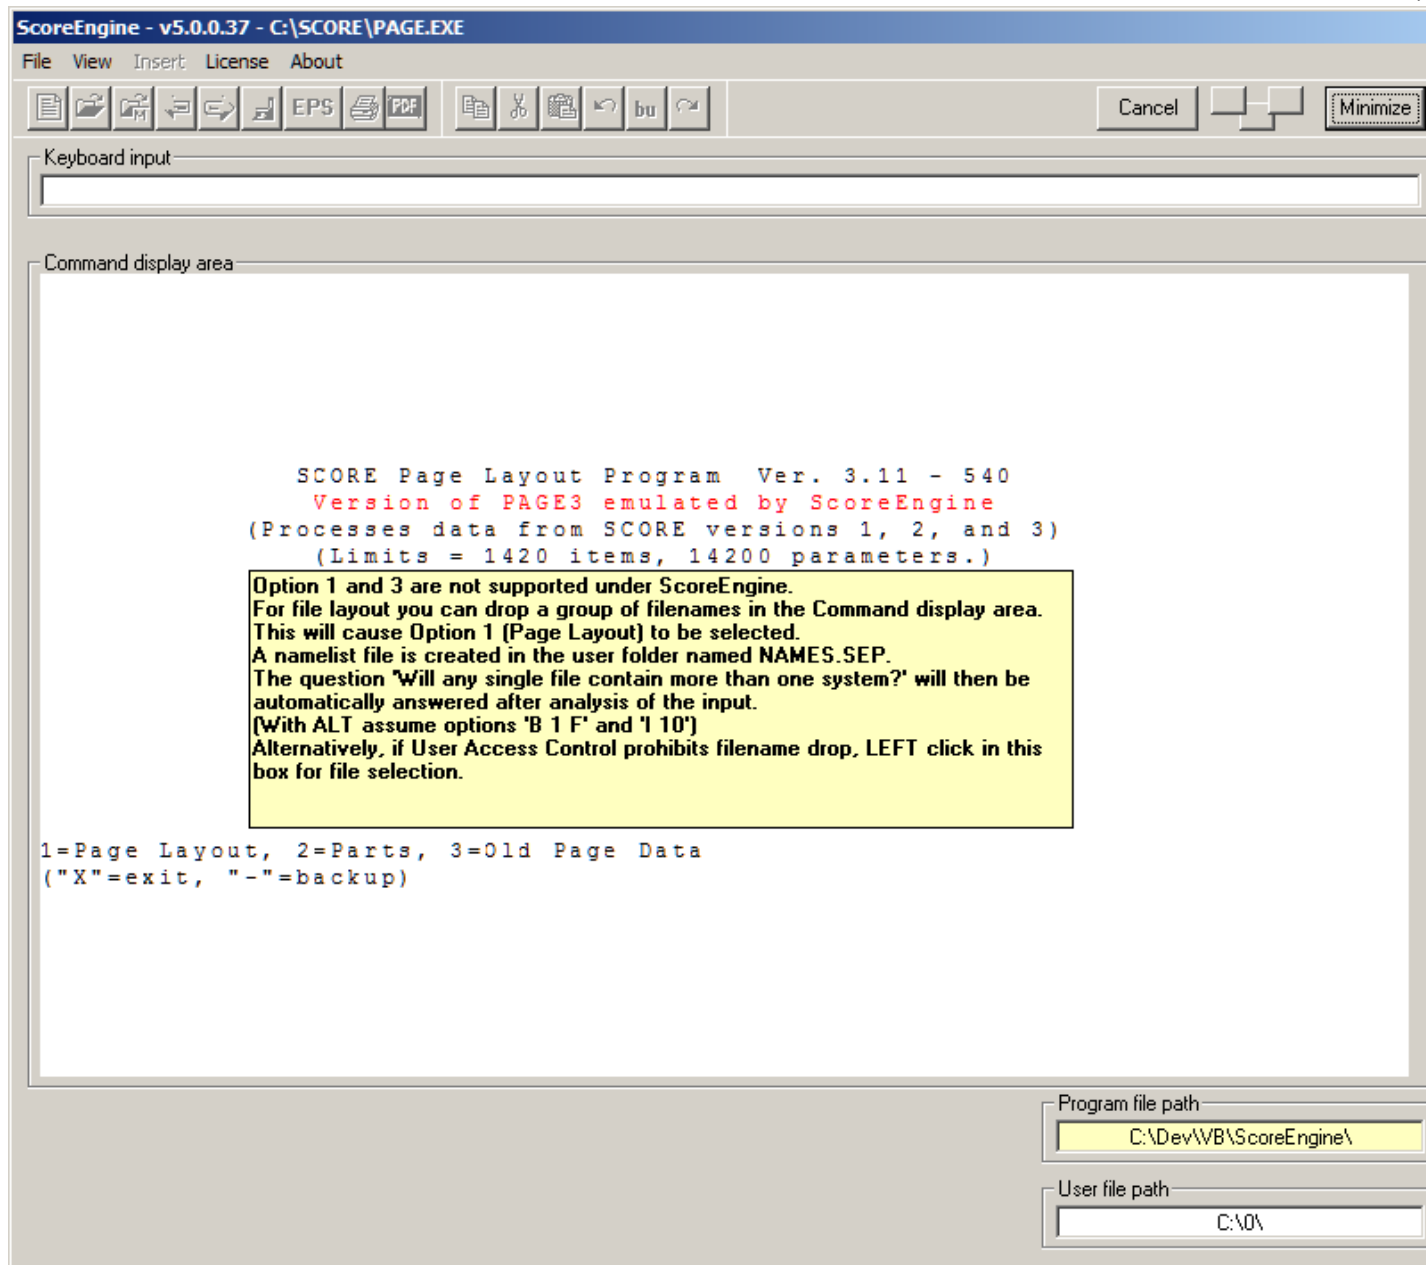 ScoreEngine - v5.0.0.37 - C:\SCORE\PAGE.EXE
File View Insert License About
M EPS PDF bu Cancel Minimize
Keyboard input
Command display area
SCORE Page Layout Program Ver. 3.11 - 540
Version of PAGE3 emulated by ScoreEngine
(Processes data from SCORE versions 1, 2, and 3)
(Limits = 1420 items, 14200 parameters.)
Option 1 and 3 are not supported under ScoreEngine.
For file layout you can drop a group of filenames in the Command display area.
This will cause Option 1 (Page Layout) to be selected.
A namelist file is created in the user folder named NAMES.SEP.
The question 'Will any single file contain more than one system?' will then be
automatically answered after analysis of the input.
(With ALT assume options 'B 1 F' and 'I 10')
Alternatively, if User Access Control prohibits filename drop, LEFT click in this
box for file selection.
1=Page Layout, 2=Parts, 3=Old Page Data
("X"=exit, "-"=backup)
Program file path
C:\Dev\VB\ScoreEngine\
User file path
C:\0\